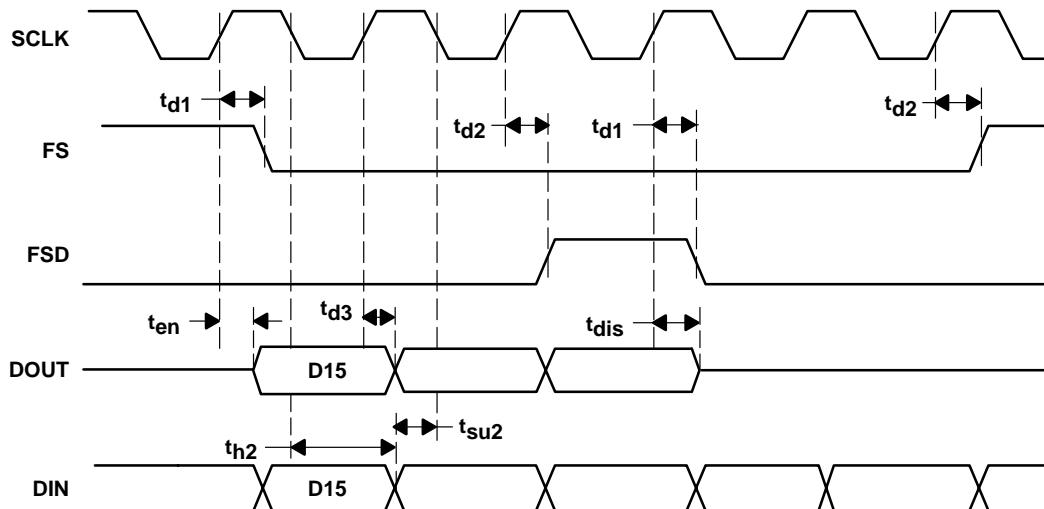 SCLK
td1
td2
td1
td2
FS
FSD
ten
td3
tdis
DOUT
D15
th2
tsu2
DIN
D15